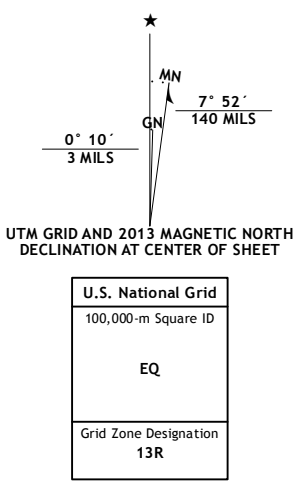 ★
MN
7° 52´
140 MILS
GN
0° 10´
3 MILS
UTM GRID AND 2013 MAGNETIC NORTH
DECLINATION AT CENTER OF SHEET
U.S. National Grid
100,000-m Square ID
EQ
Grid Zone Designation
13R